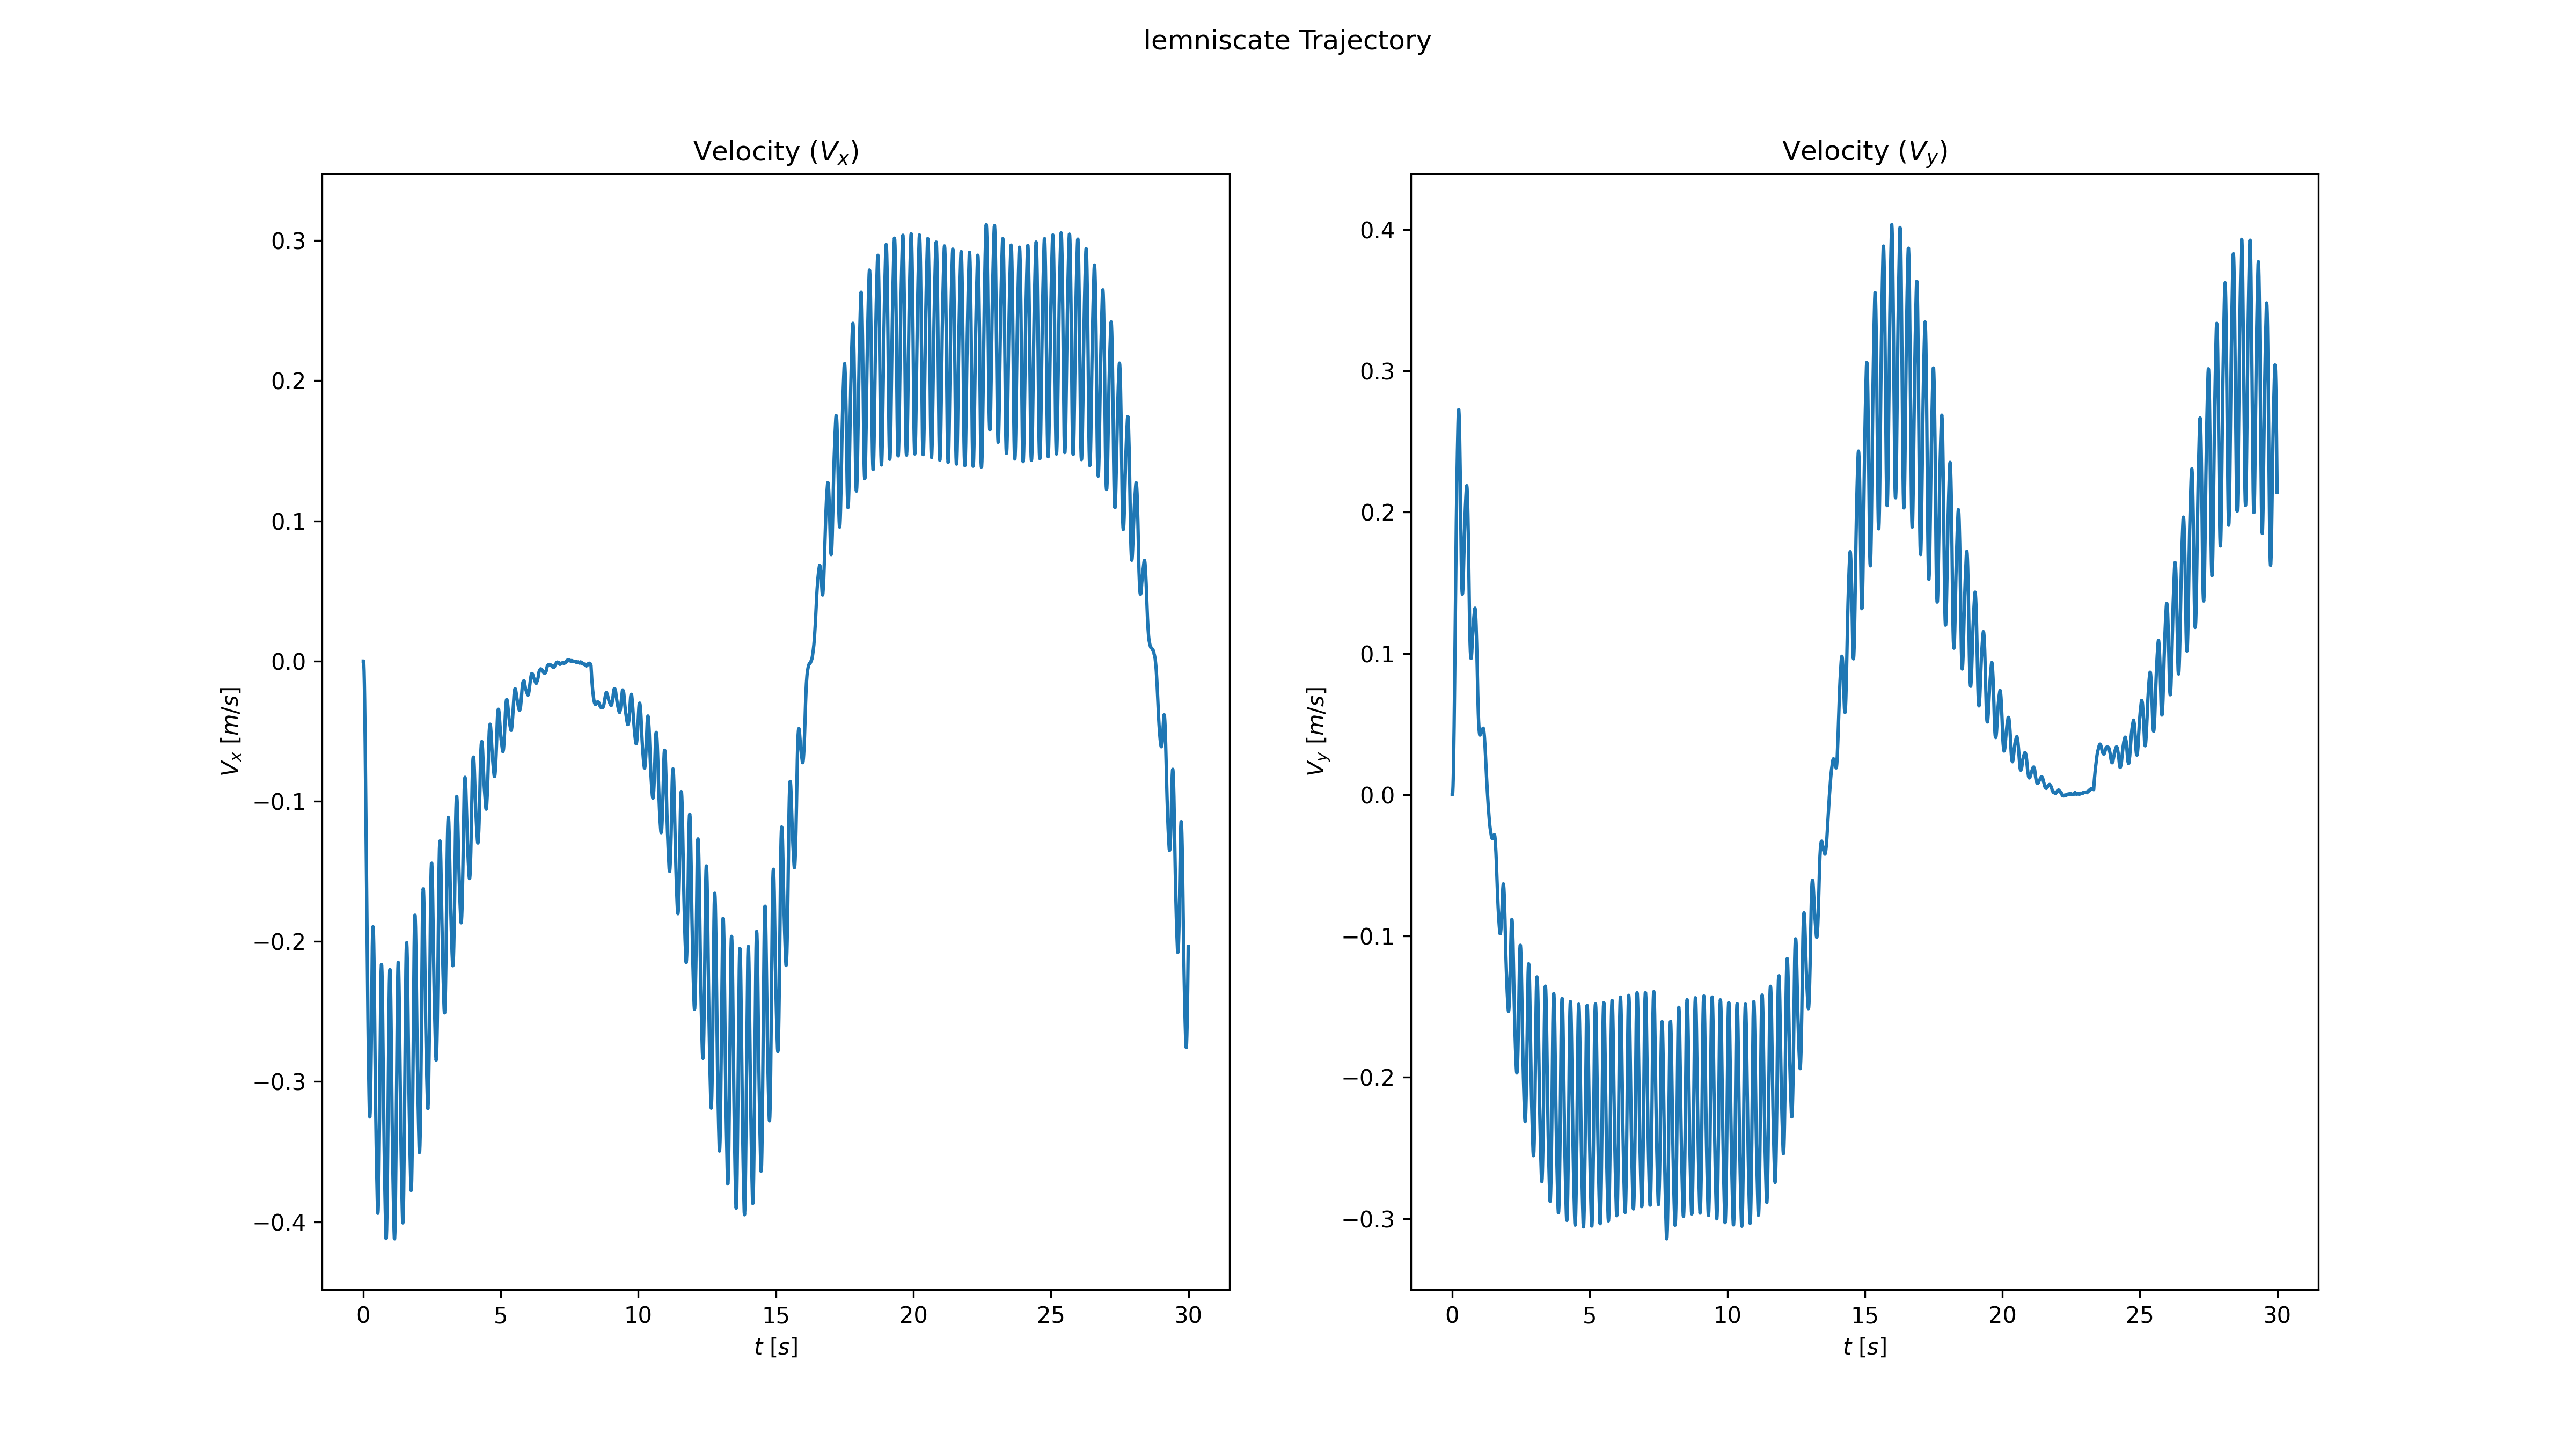 lemniscate Trajectory
Velocity (Vₓ)
Vₓ [m/s]
0.3
0.2
0.1
0.0
−0.1
−0.2
−0.3
−0.4
0 5 10 15 20 25 30
t [s]
Velocity (V_y)
V_y [m/s]
0.4
0.3
0.2
0.1
0.0
−0.1
−0.2
−0.3
0 5 10 15 20 25 30
t [s]